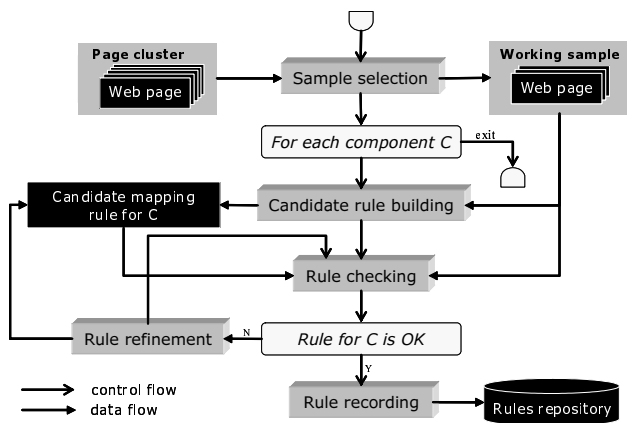 Page cluster
Web page
Sample selection
Working sample
Web page
For each component C
exit
Candidate mapping
rule for C
Candidate rule building
Rule checking
Rule refinement
N
Rule for C is OK
Y
control flow
data flow
Rule recording
Rules repository